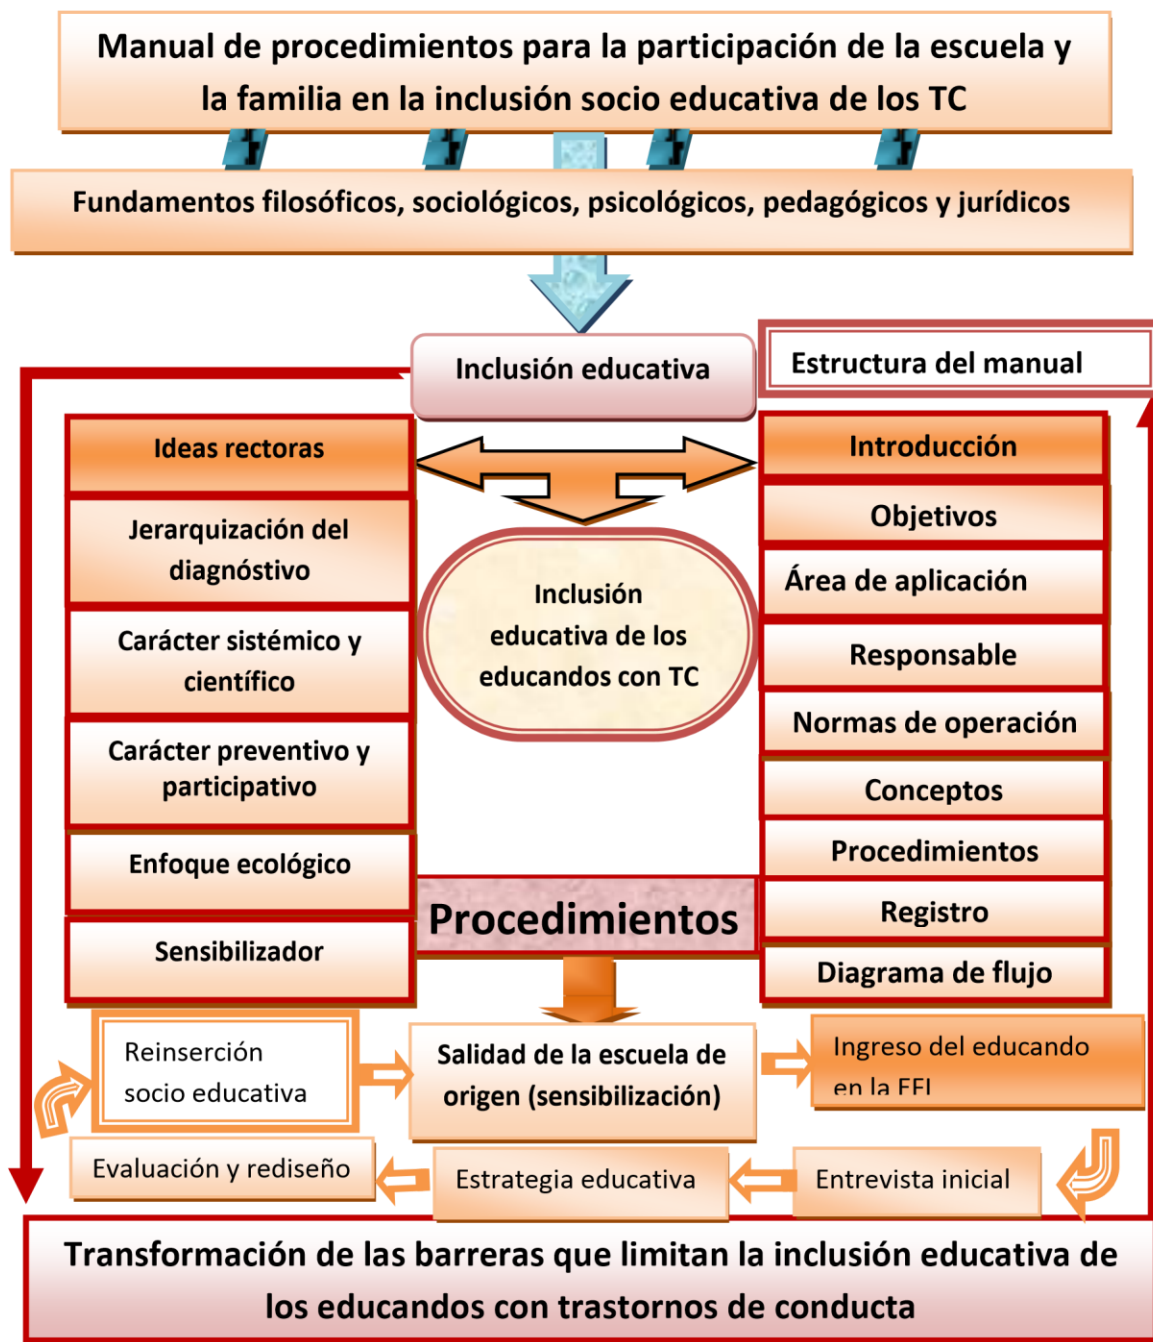 Manual de procedimientos para la participación de la escuela y
la familia en la inclusión socio educativa de los TC
Fundamentos filosóficos, sociológicos, psicológicos, pedagógicos y jurídicos
Inclusión educativa
Estructura del manual
Ideas rectoras
Jerarquización del
diagnóstivo
Carácter sistémico y
científico
Carácter preventivo y
participativo
Enfoque ecológico
Sensibilizador
Inclusión
educativa de los
educandos con TC
Introducción
Objetivos
Área de aplicación
Responsable
Normas de operación
Conceptos
Procedimientos
Registro
Diagrama de flujo
Procedimientos
Reinserción
socio educativa
Salidad de la escuela de
origen (sensibilización)
Ingreso del educando
en la
Evaluación y rediseño
Estrategia educativa
Entrevista inicial
Transformación de las barreras que limitan la inclusión educativa de
los educandos con trastornos de conducta